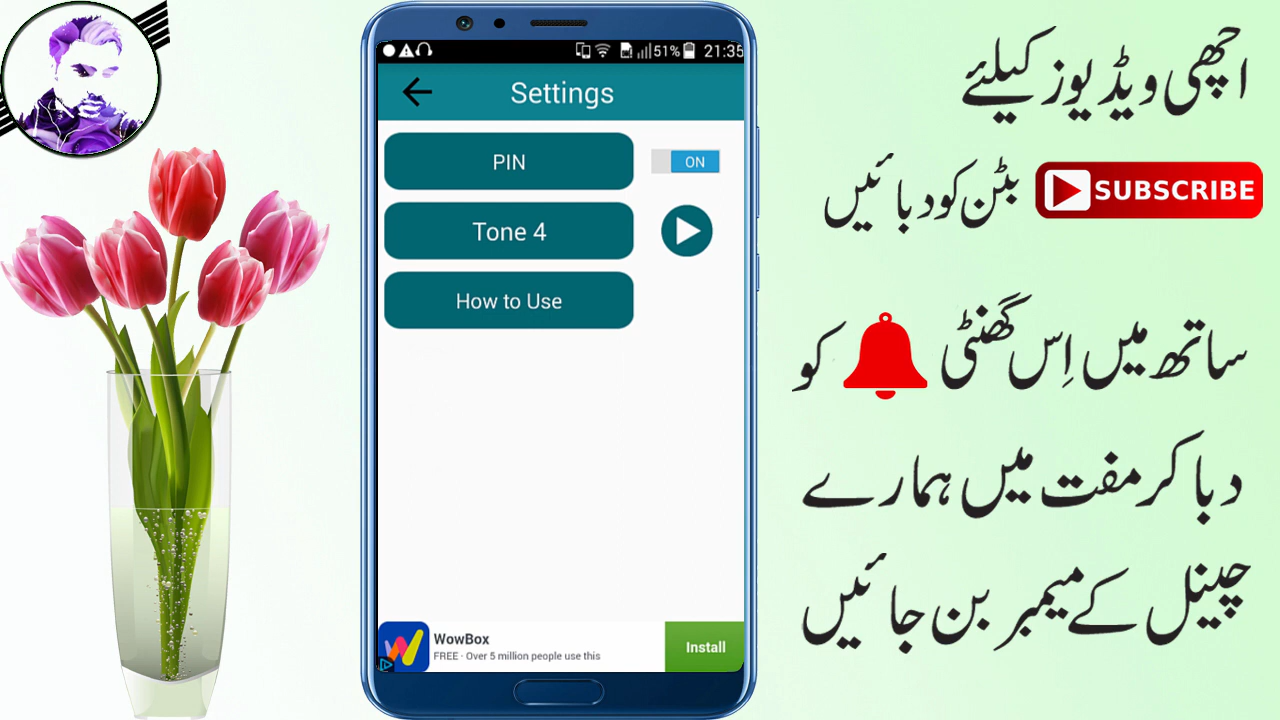 51% 21:35
Settings
PIN
ON
Tone 4
How to Use
WowBox
FREE · Over 5 million people use this
Install
اچھی ویڈیوز کیلئے
SUBSCRIBE بٹن کو دبائیں
ساتھ میں اِس گھنٹی کو
دبا کر مفت میں ہمارے
چینل کے میمبر بن جائیں